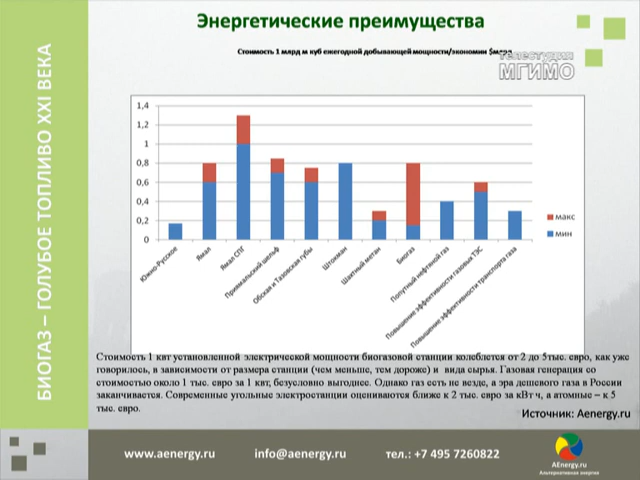 Энергетические преимущества
Стоимость 1 млрд м куб ежегодной добывающей мощности/экономии $млрд
телестудия
МГИМО
БИОГАЗ – ГОЛУБОЕ ТОПЛИВО XXI ВЕКА
1,4
1,2
1
0,8
0,6
0,4
0,2
0
макс
мин
Южно-Русское
Ямал
Ямал СПГ
Приямальский шельф
Обская и Тазовская губы
Штокман
Шахтный метан
Биогаз
Попутный нефтяной газ
Повышение эффективности газовых ТЭС
Повышение эффективности транспорта газа
Стоимость 1 квт установленной электрической мощности биогазовой станции колеблется от 2 до 5тыс. евро, как уже
говорилось, в зависимости от размера станции (чем меньше, тем дороже) и вида сырья. Газовая генерация со
стоимостью около 1 тыс. евро за 1 квт, безусловно выгоднее. Однако газ есть не везде, а эра дешевого газа в России
заканчивается. Современные угольные электростанции оцениваются ближе к 2 тыс. евро за кВт ч, а атомные – к 5
тыс. евро.
Источник: Aenergy.ru
www.aenergy.ru
info@aenergy.ru
тел.: +7 495 7260822
AEnergy.ru
Альтернативная энергия